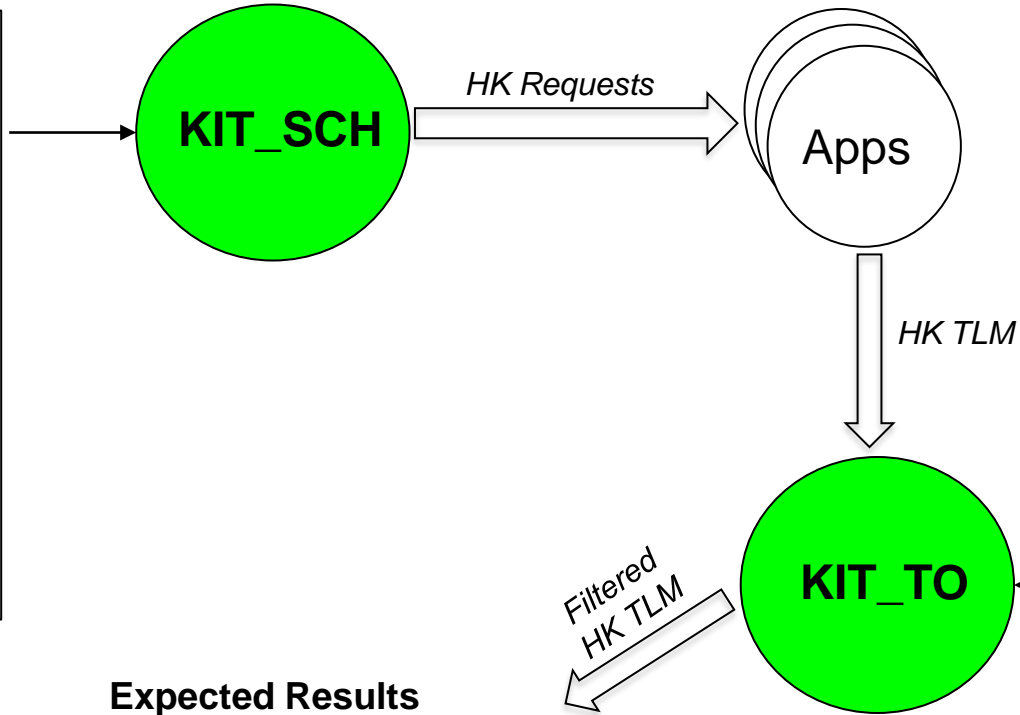 HK Requests
KIT_SCH
Apps
HK TLM
Filtered
HK TLM
KIT_TO
Expected Results